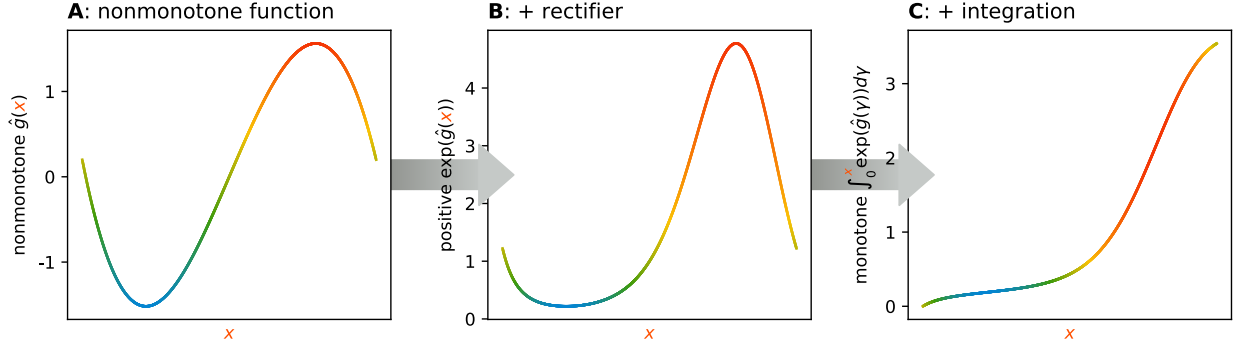 A: nonmonotone function
nonmonotone ĝ(x)
1
0
-1
x
B: + rectifier
positive exp(ĝ(x))
4
3
2
1
0
x
C: + integration
monotone ∫₀ˣ exp(ĝ(γ))dγ
3
2
1
0
x